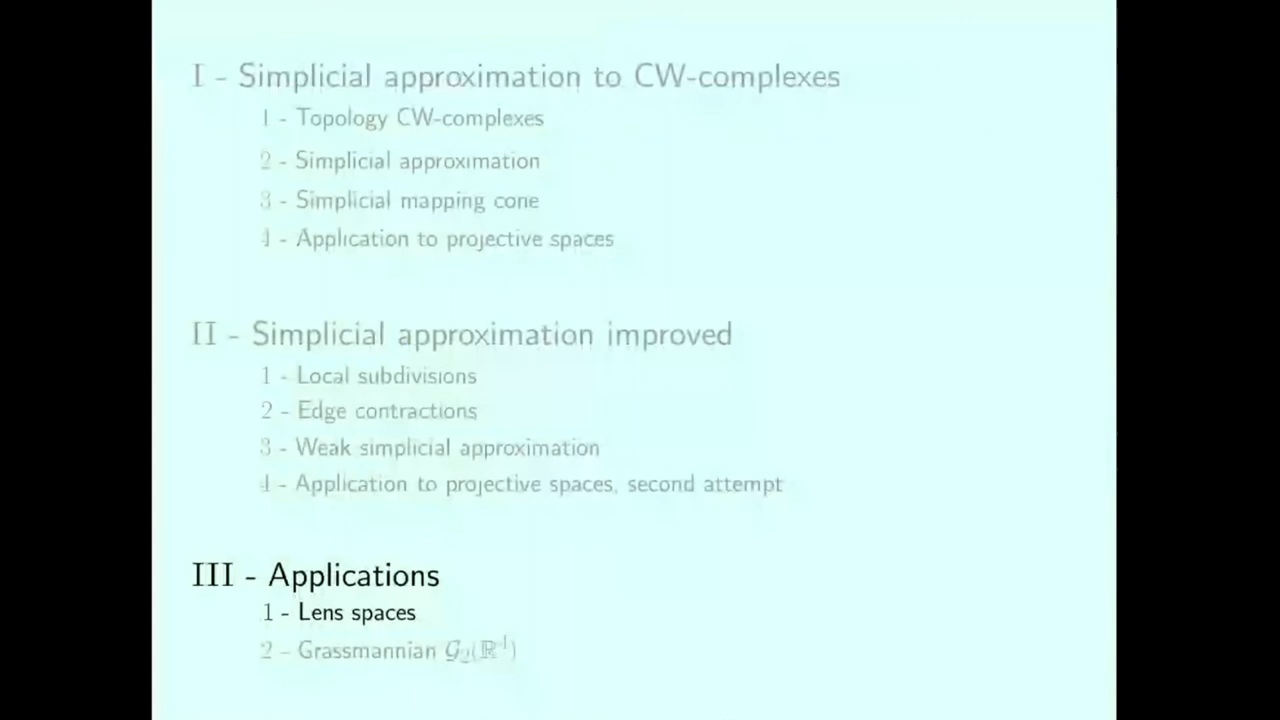 I - Simplicial approximation to CW-complexes
1 - Topology CW-complexes
2 - Simplicial approximation
3 - Simplicial mapping cone
4 - Application to projective spaces
II - Simplicial approximation improved
1 - Local subdivisions
2 - Edge contractions
3 - Weak simplicial approximation
4 - Application to projective spaces, second attempt
III - Applications
1 - Lens spaces
2 - Grassmannian 𝒢₂(ℝ⁴)